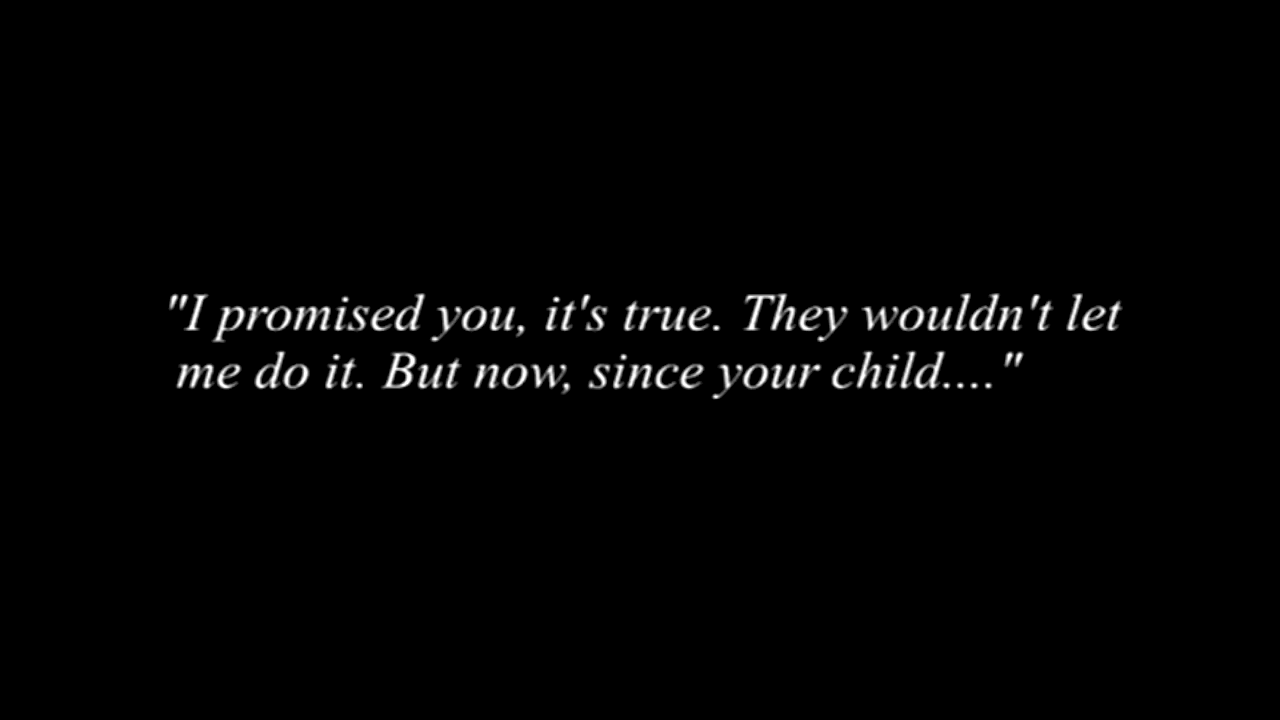 "I promised you, it's true. They wouldn't let
me do it. But now, since your child...."